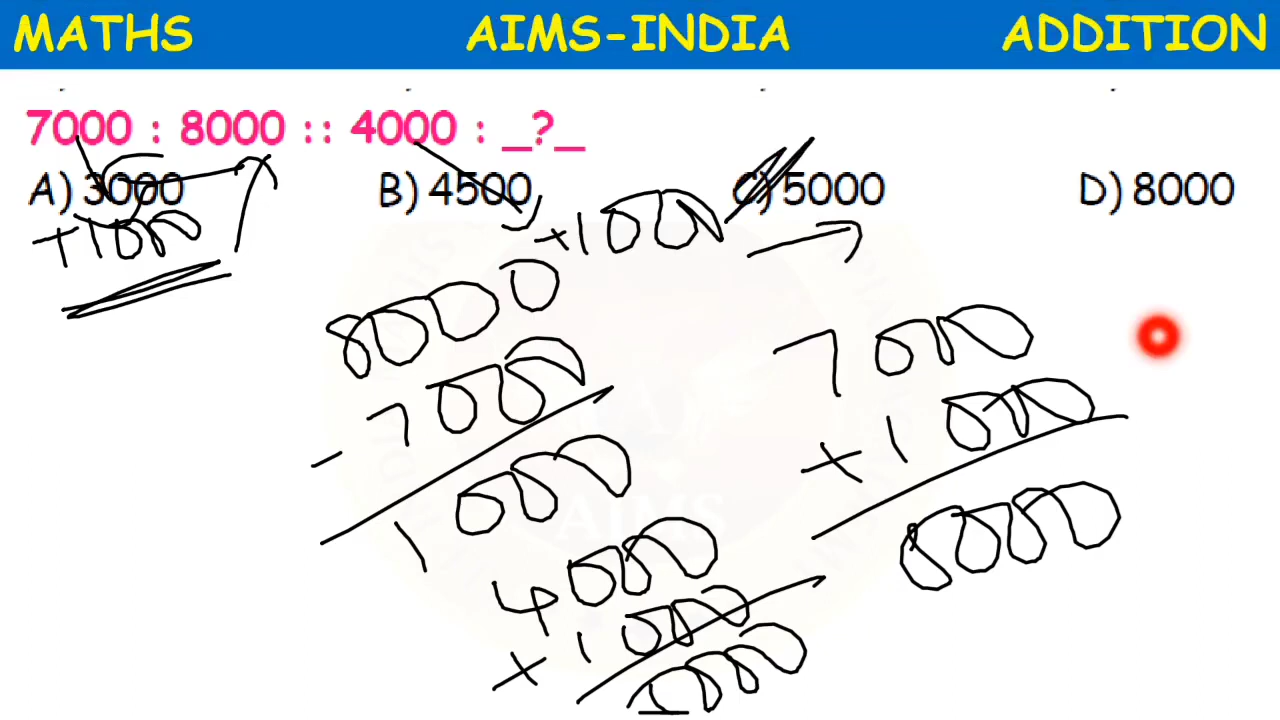 MATHS AIMS-INDIA ADDITION
7000 : 8000 :: 4000 : _?_
A) 3000 B) 4500 C) 5000 D) 8000
+1000 +1000
8000
- 7000
1000
7000
+ 1000
8000
4000
+ 1000
5000
AIMS